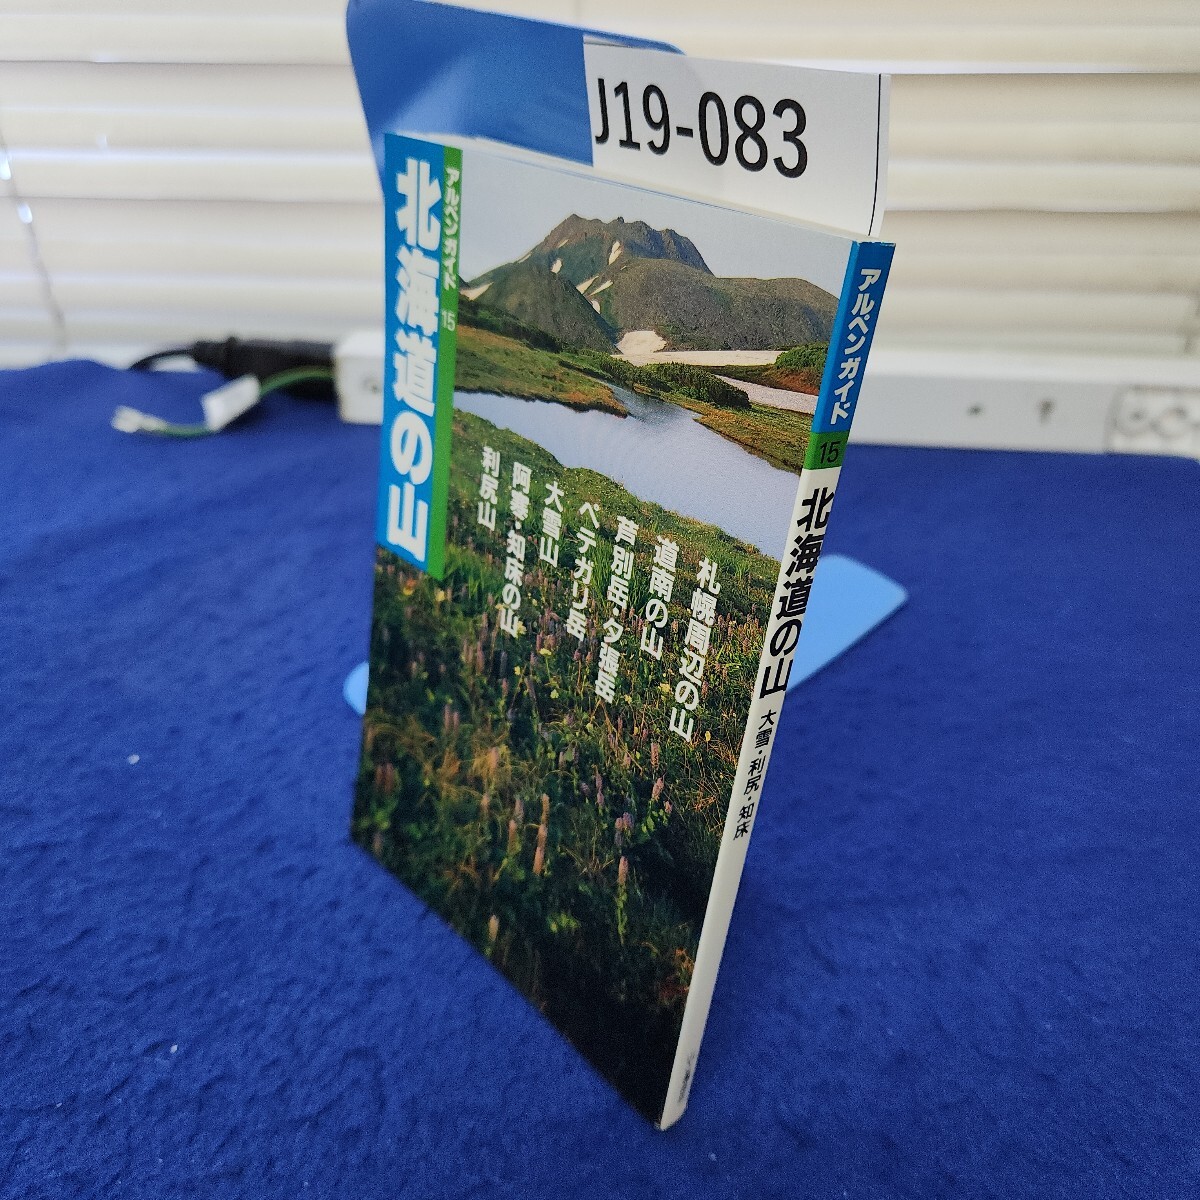 J19-083
アルペンガイド 15
北海道の山
札幌周辺の山
道南の山
芦別岳・夕張岳
ペテガリ岳
大雪山
阿寒・知床の山
利尻山
アルペンガイド
15
北海道の山
大雪・利尻・知床